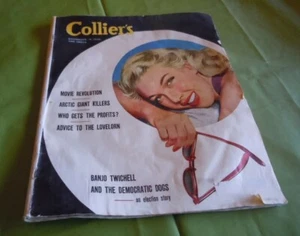 Collier's
MOVIE REVOLUTION
ARCTIC GIANT KILLERS
WHO GETS THE PROFITS?
ADVICE TO THE LOVELORN
BANJO TWICHELL
AND THE DEMOCRATIC DOGS
an election story